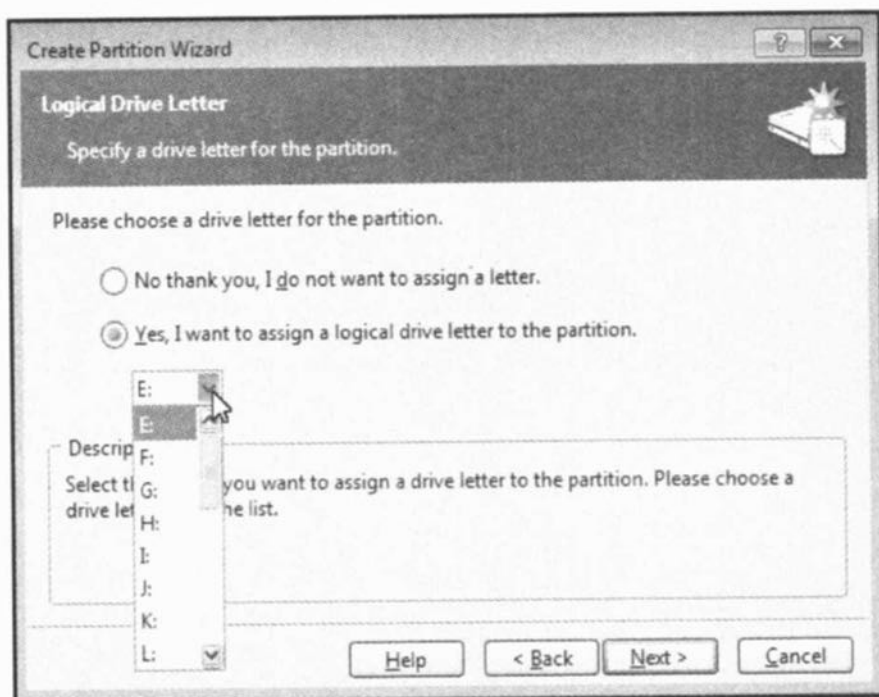 Create Partition Wizard
?
Logical Drive Letter
Specify a drive letter for the partition.
Please choose a drive letter for the partition.
No thank you, I do not want to assign a letter.
Yes, I want to assign a logical drive letter to the partition.
E:
E:
Descrip
F:
Select th you want to assign a drive letter to the partition. Please choose a
G:
drive let he list.
H:
I:
J:
K:
L:
Help < Back Next > Cancel